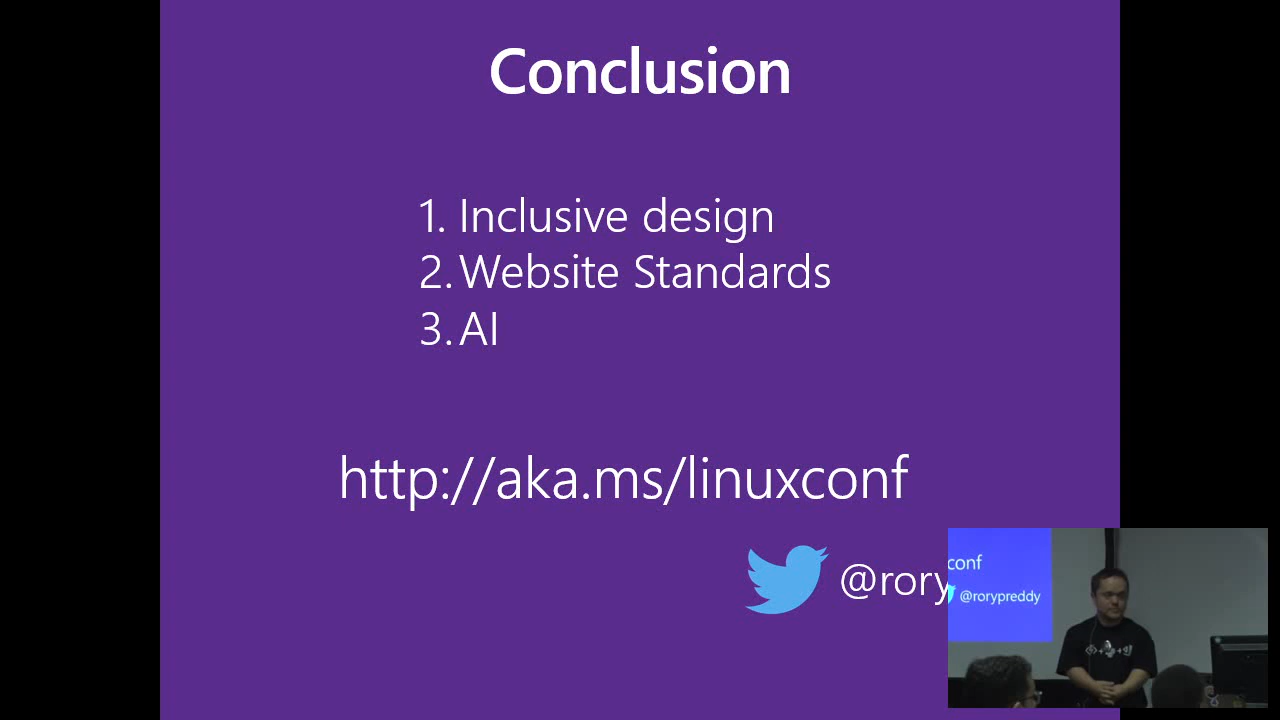 Conclusion
1. Inclusive design
2. Website Standards
3. AI
http://aka.ms/linuxconf
@rory
conf
@rorypreddy